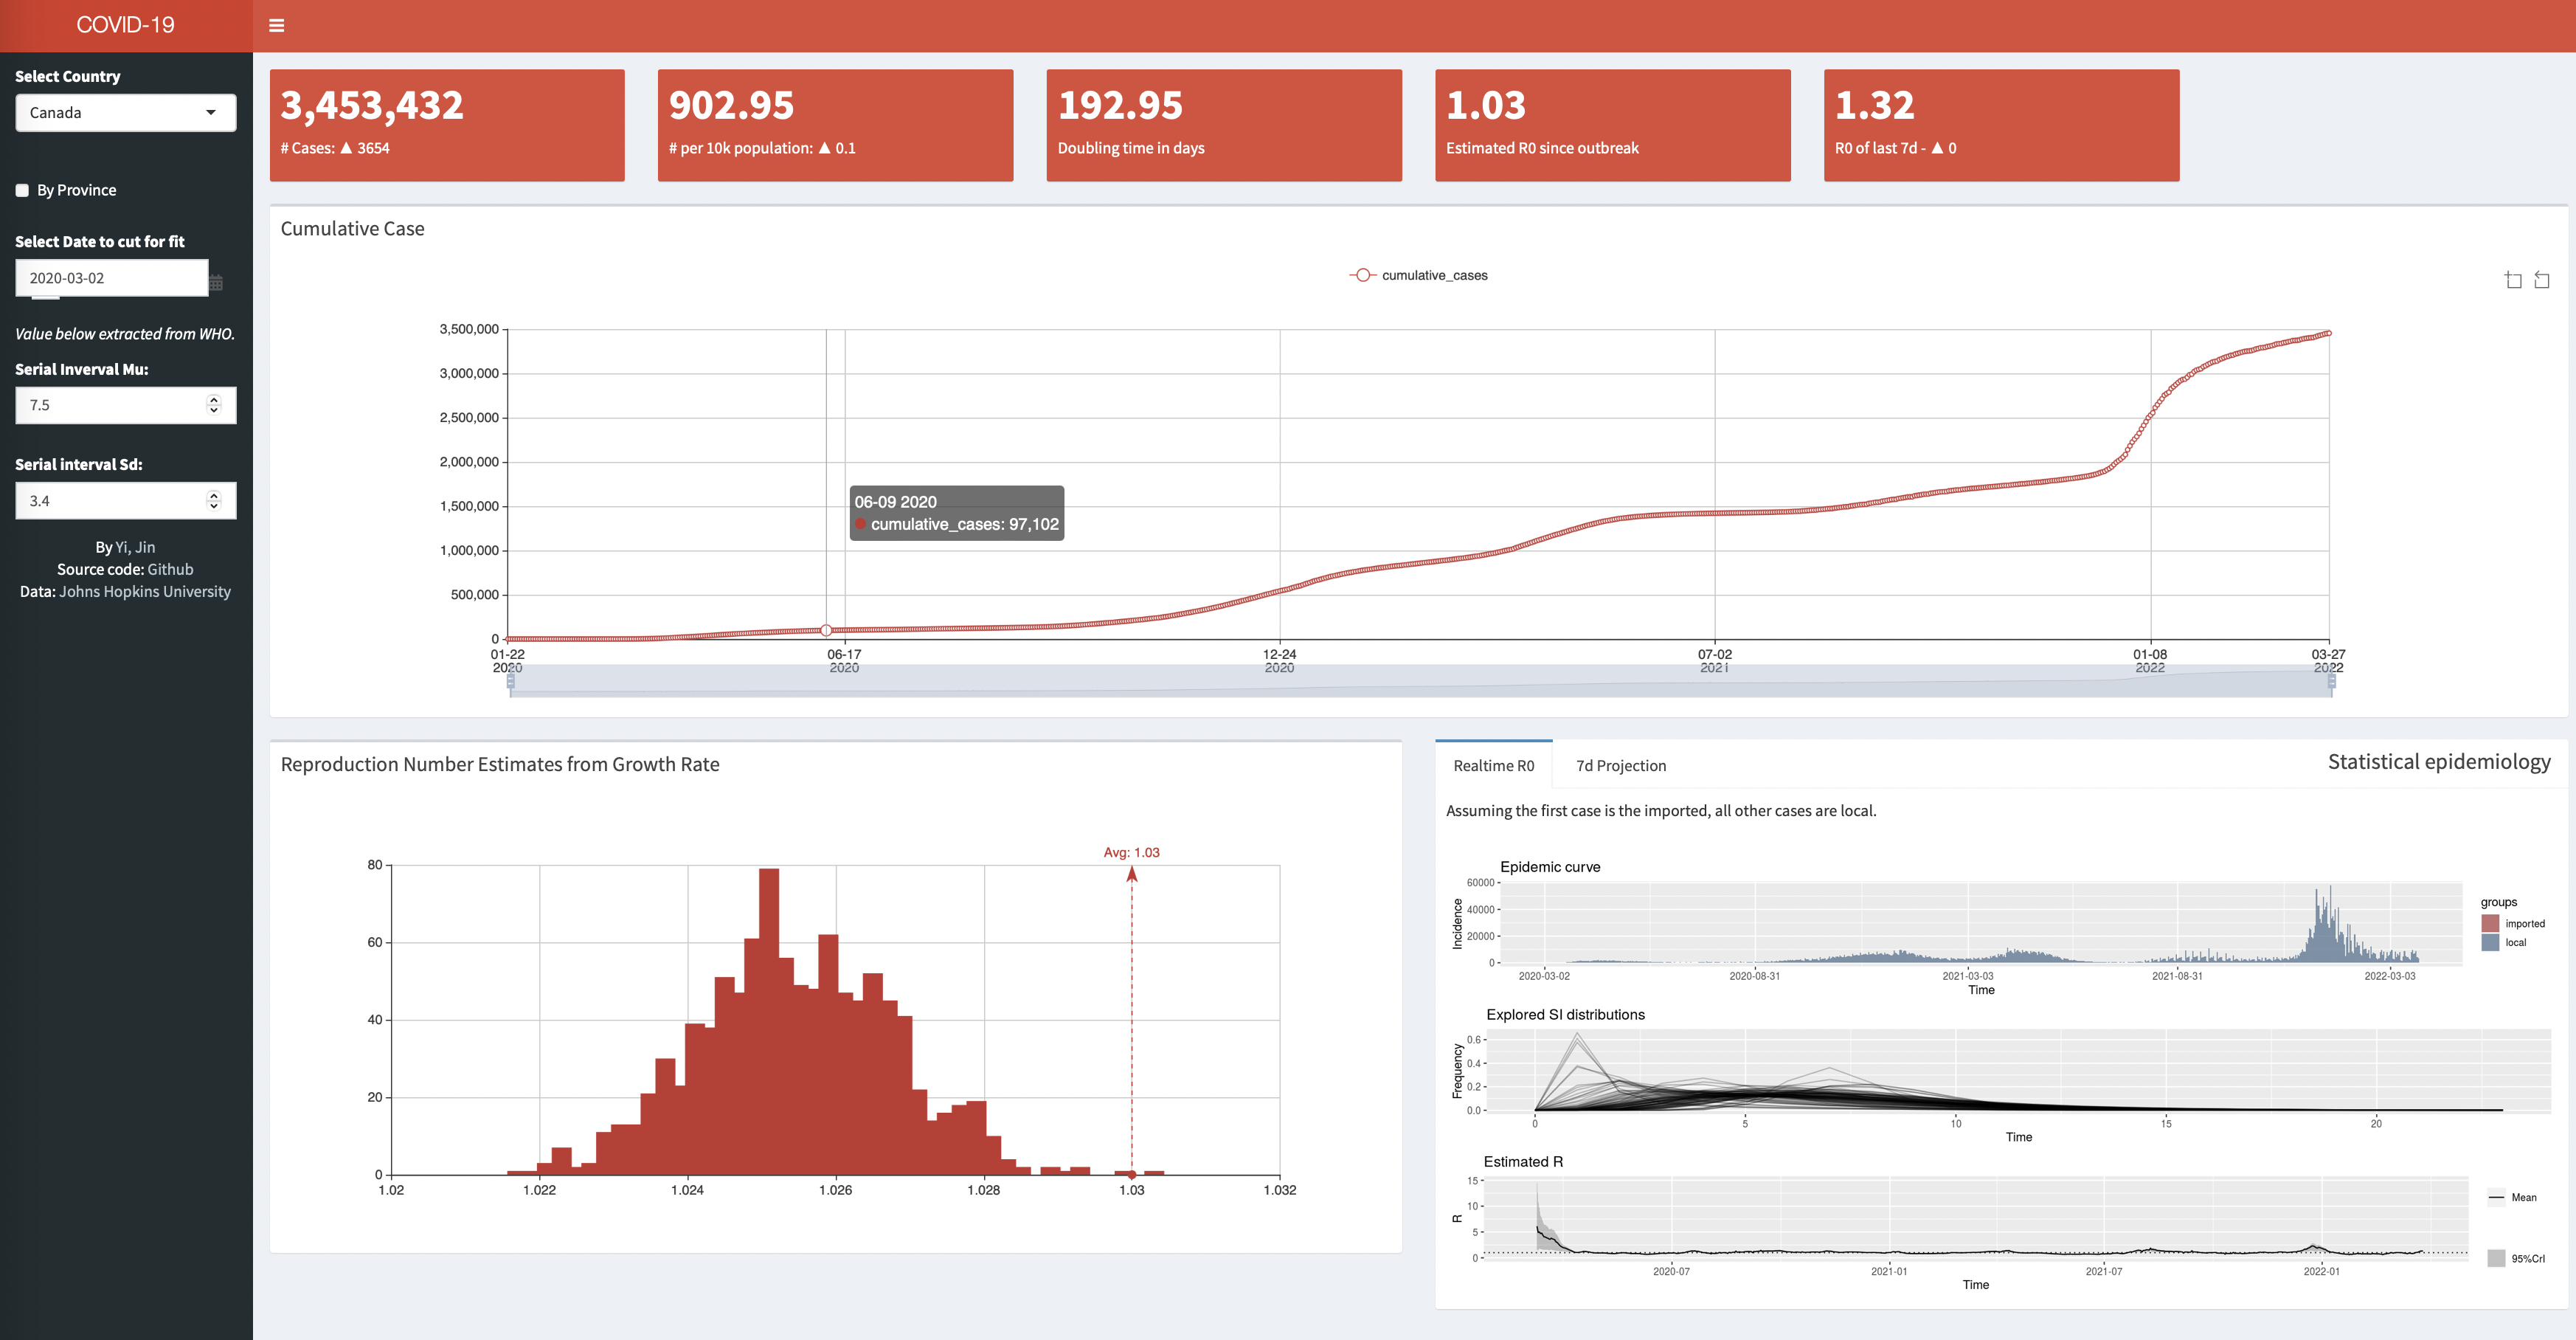 COVID-19
Select Country
Canada
By Province
Select Date to cut for fit
2020-03-02
Value below extracted from WHO.
Serial Inverval Mu:
7.5
Serial interval Sd:
3.4
By Yi, Jin
Source code: Github
Data: Johns Hopkins University
3,453,432
# Cases: ▲ 3654
902.95
# per 10k population: ▲ 0.1
192.95
Doubling time in days
1.03
Estimated R0 since outbreak
1.32
R0 of last 7d - ▲ 0
Cumulative Case
cumulative_cases
3,500,000
3,000,000
2,500,000
2,000,000
1,500,000
1,000,000
500,000
0
06-09 2020
cumulative_cases: 97,102
01-22 06-17 12-24 07-02 01-08 03-27
2020 2020 2020 2021 2022 2022
Reproduction Number Estimates from Growth Rate
Avg: 1.03
80
60
40
20
0
1.02 1.022 1.024 1.026 1.028 1.03 1.032
Realtime R0 7d Projection Statistical epidemiology
Assuming the first case is the imported, all other cases are local.
Epidemic curve
Incidence
60000
40000
20000
0
2020-03-02 2020-08-31 2021-03-03 2021-08-31 2022-03-03
Time
groups
imported
local
Explored SI distributions
Frequency
0.6
0.4
0.2
0.0
0 5 10 15 20
Time
Estimated R
R
15
10
5
0
2020-07 2021-01 2021-07 2022-01
Time
Mean
95%CrI